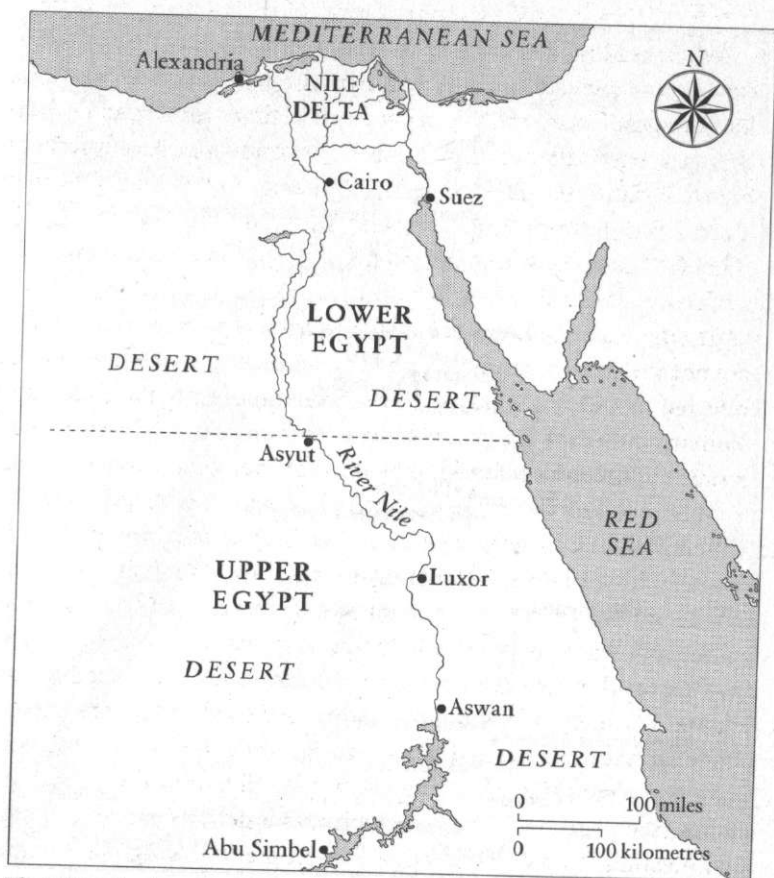 MEDITERRANEAN SEA
Alexandria
NILE
DELTA
N
Cairo
Suez
LOWER
EGYPT
DESERT
DESERT
Asyut
River Nile
RED
SEA
UPPER
EGYPT
Luxor
DESERT
Aswan
DESERT
0 100 miles
0 100 kilometres
Abu Simbel